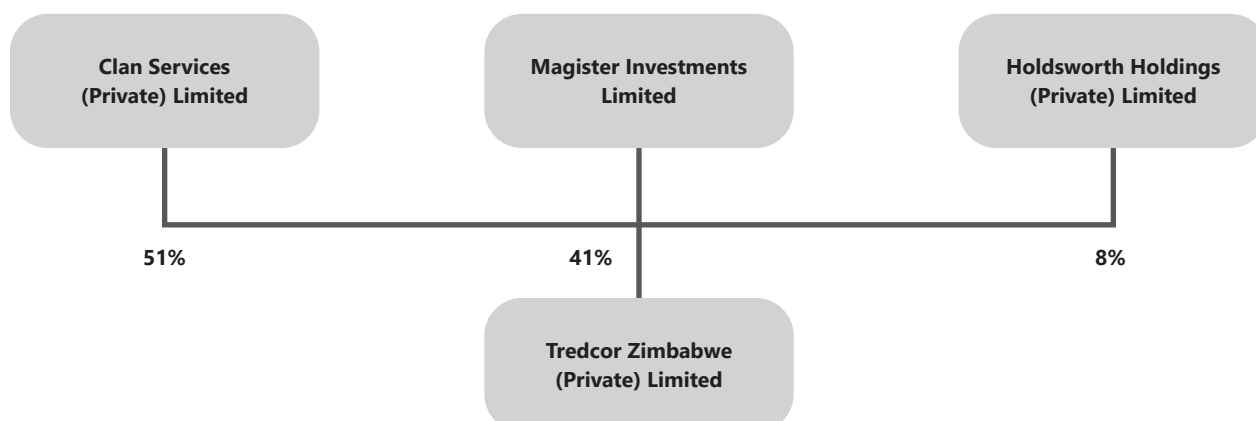 Clan Services
(Private) Limited
Magister Investments
Limited
Holdsworth Holdings
(Private) Limited
51%
41%
8%
Tredcor Zimbabwe
(Private) Limited